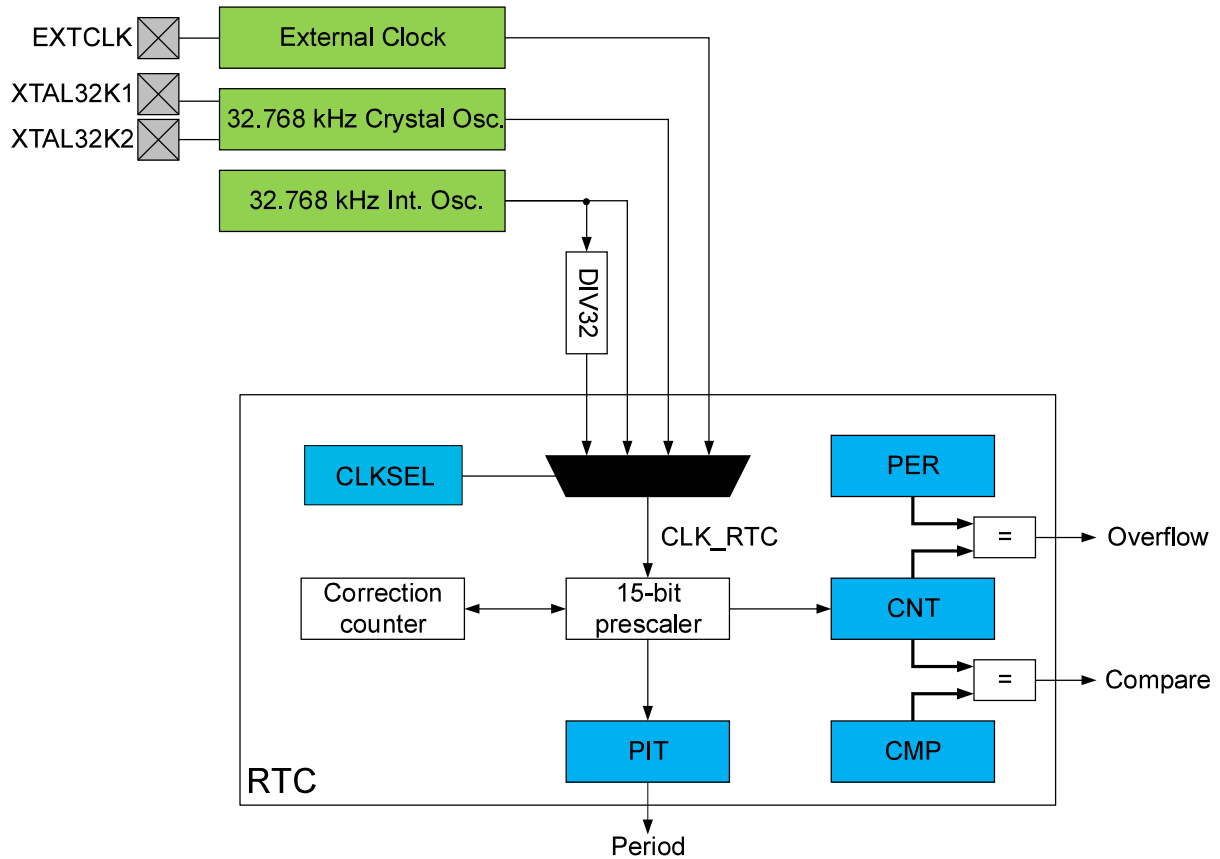 EXTCLK
External Clock
XTAL32K1
XTAL32K2
32.768 kHz Crystal Osc.
32.768 kHz Int. Osc.
DIV32
CLKSEL
PER
CLK_RTC
=
Overflow
Correction
counter
15-bit
prescaler
CNT
=
Compare
PIT
CMP
RTC
Period